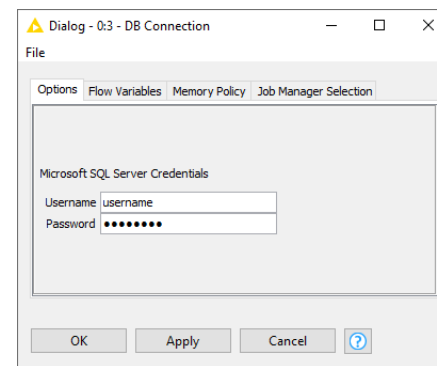 Dialog - 0:3 - DB Connection
File
Options Flow Variables Memory Policy Job Manager Selection
Microsoft SQL Server Credentials
Username username
Password ●●●●●●●●
OK Apply Cancel ?